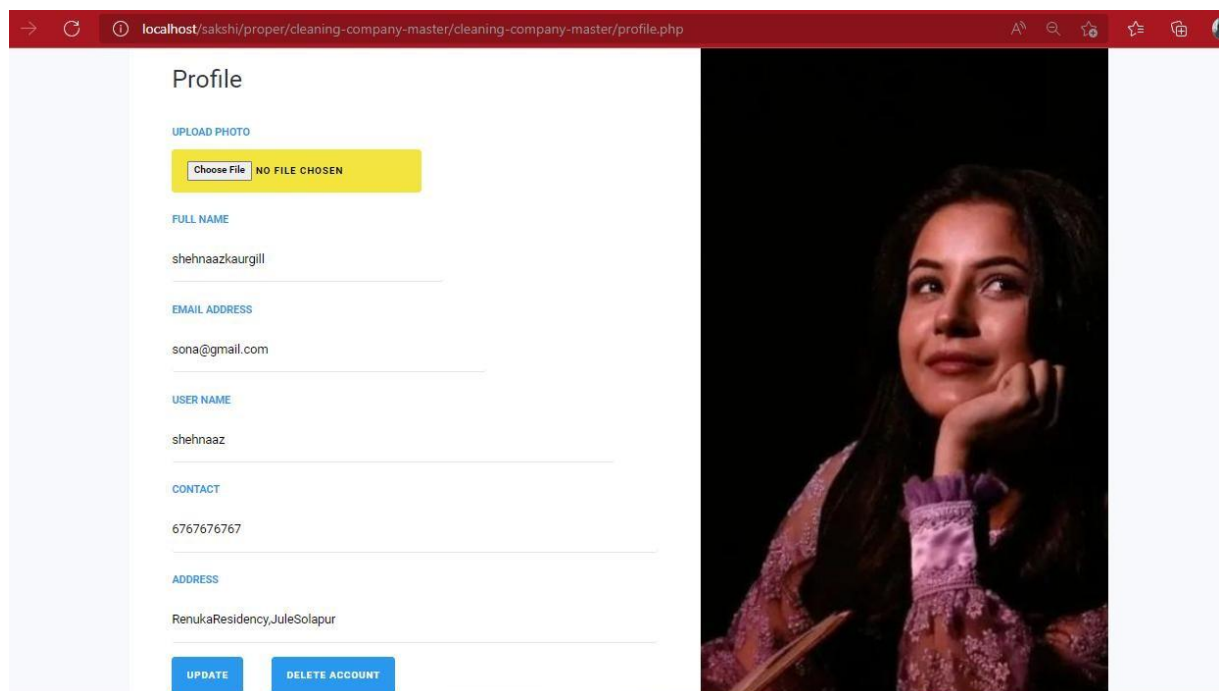 localhost/sakshi/proper/cleaning-company-master/cleaning-company-master/profile.php
Profile
UPLOAD PHOTO
Choose File NO FILE CHOSEN
FULL NAME
shehnaazkaurgill
EMAIL ADDRESS
sona@gmail.com
USER NAME
shehnaaz
CONTACT
6767676767
ADDRESS
RenukaResidency,JuleSolapur
UPDATE DELETE ACCOUNT